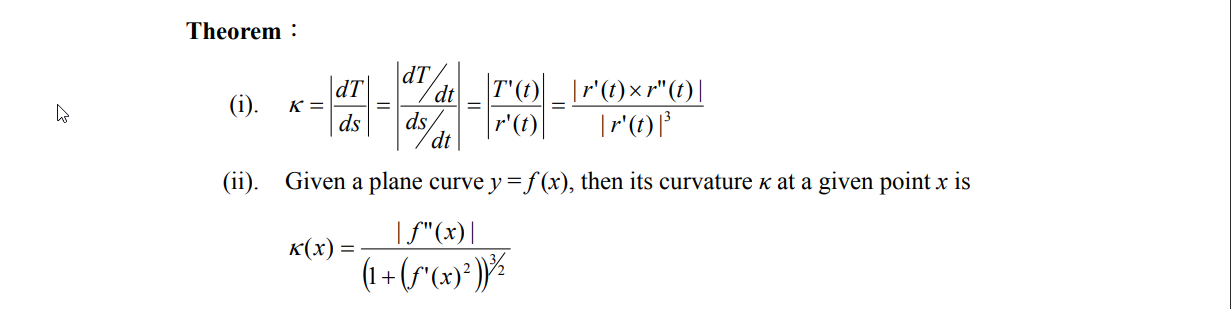 Theorem：
(i). κ = |dT/ds| = |(dT/dt)/(ds/dt)| = |T'(t)/r'(t)| = |r'(t)×r"(t)|/|r'(t)|³
(ii). Given a plane curve y = f(x), then its curvature κ at a given point x is
κ(x) = |f"(x)|/(1+(f'(x)²))^(3/2)